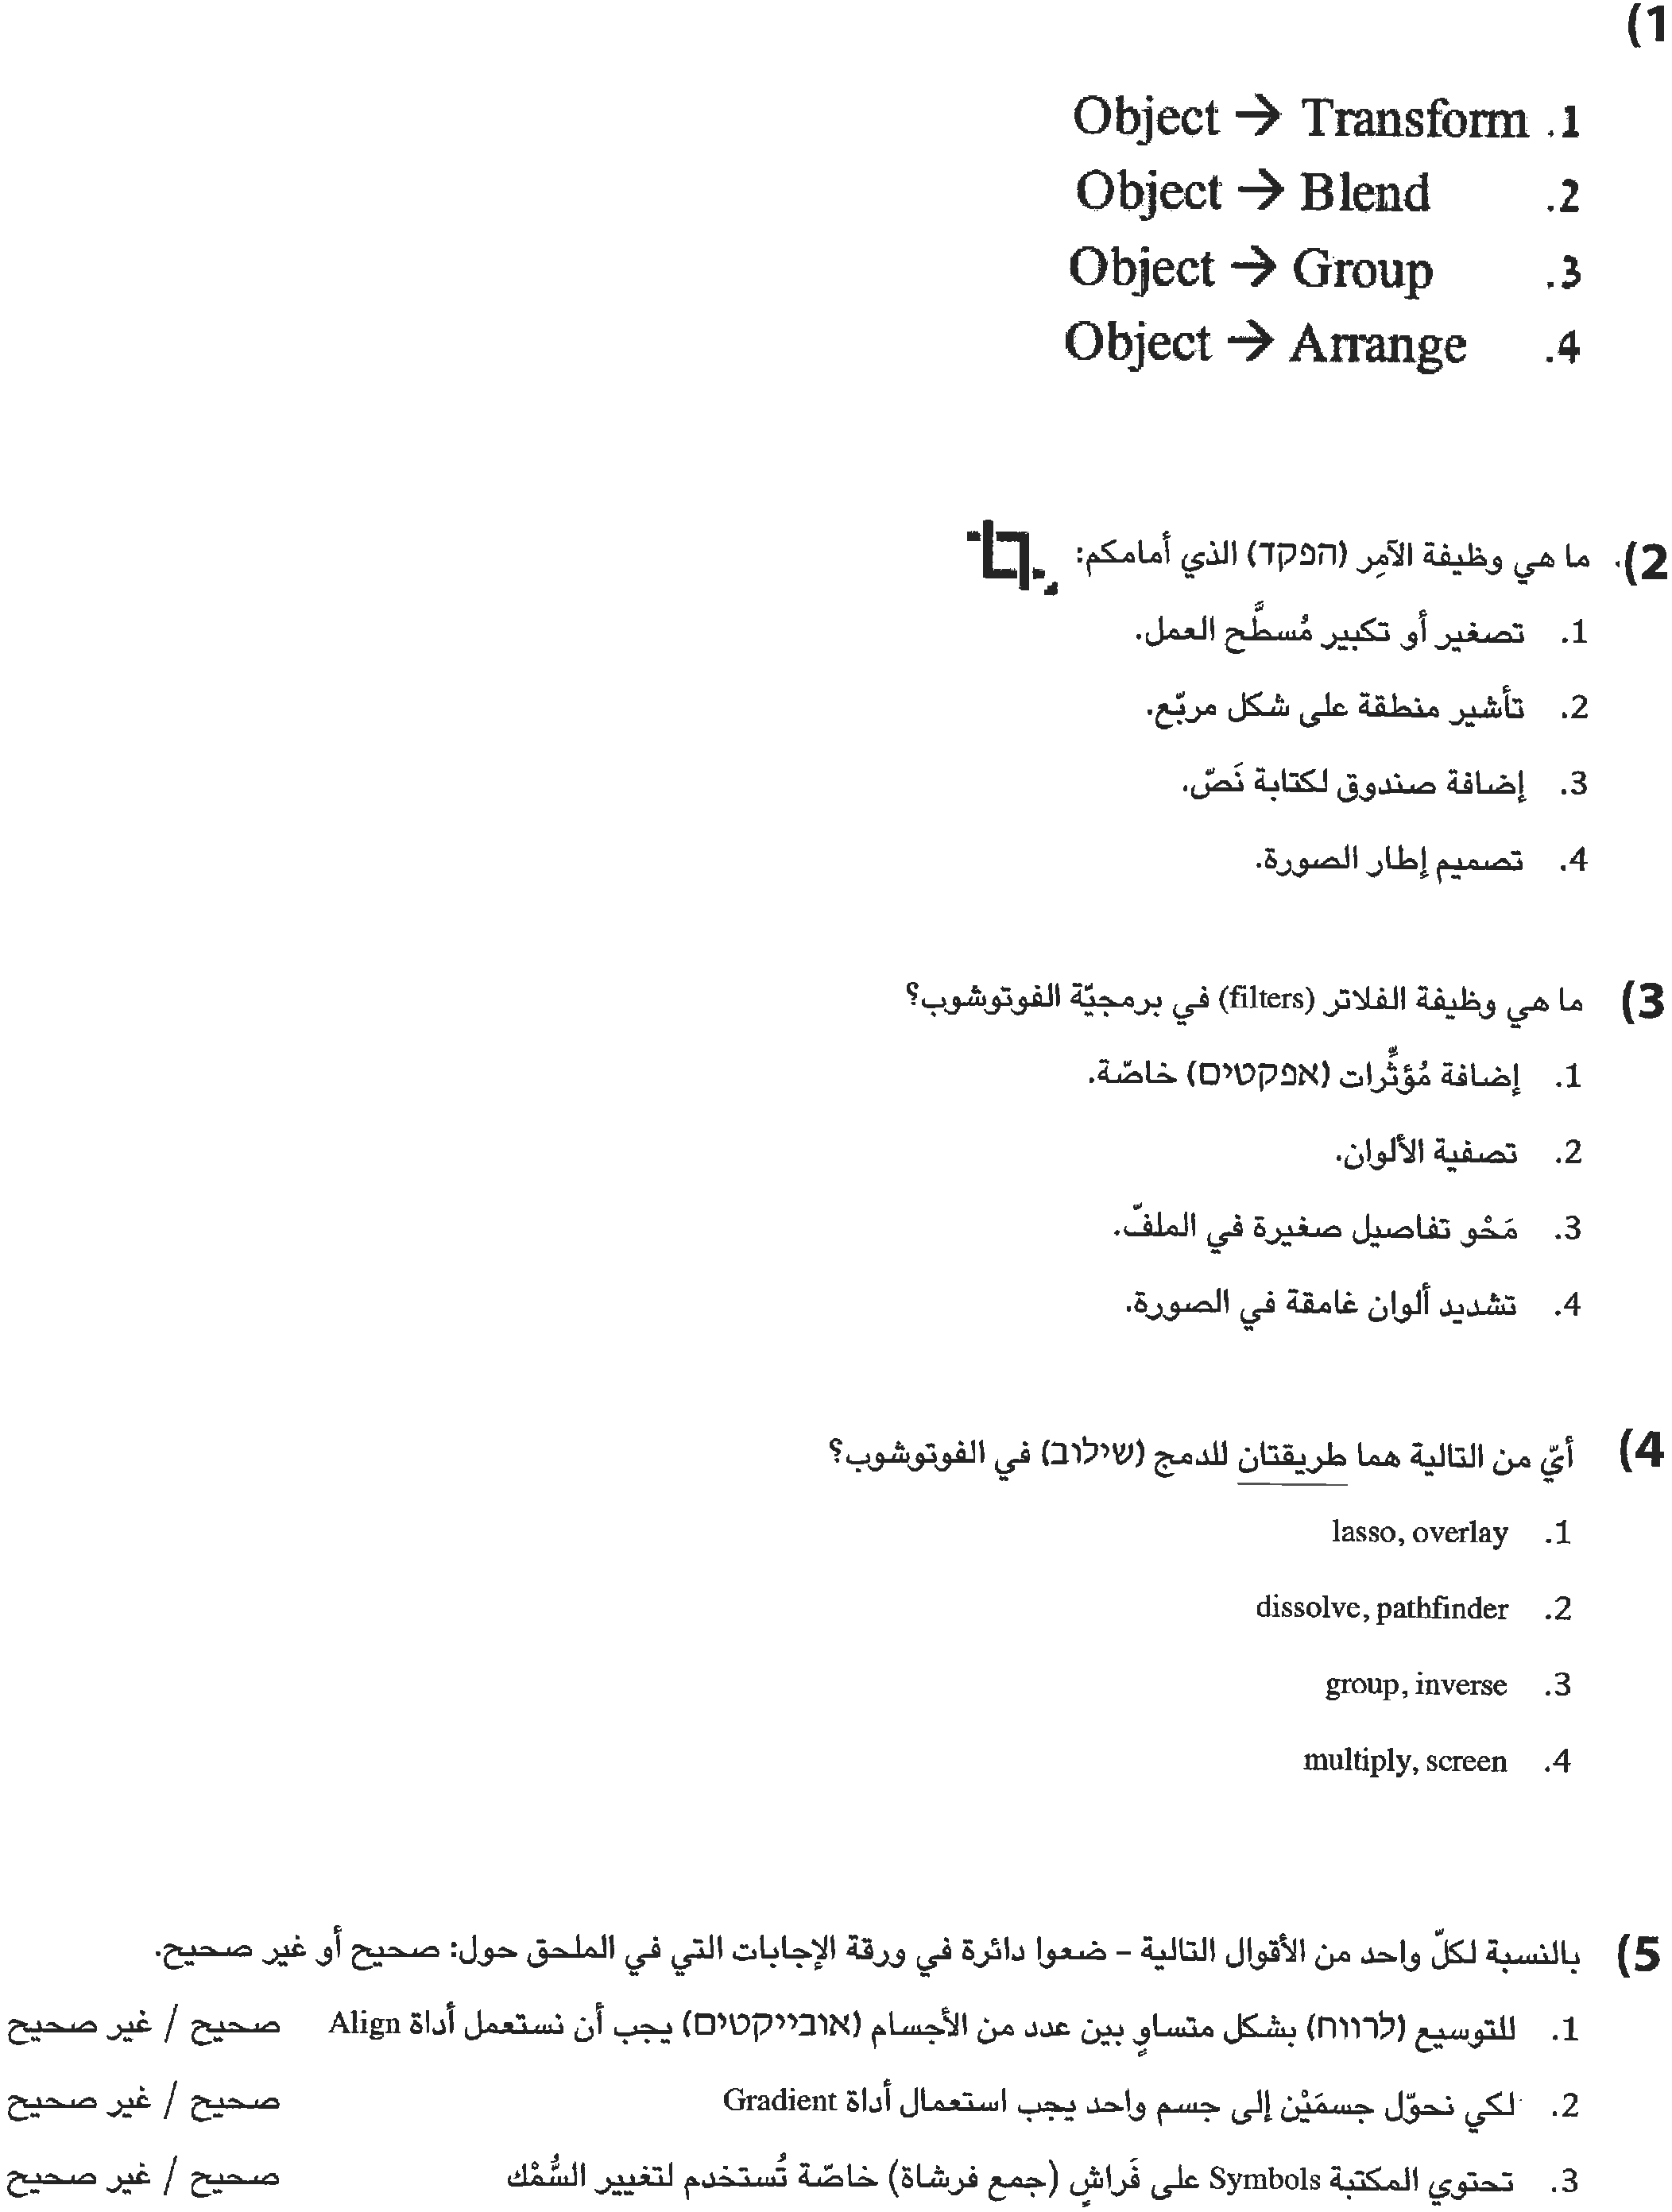 (1
1. Object → Transform
2. Object → Blend
3. Object → Group
4. Object → Arrange
(2. ما هي وظيفة الآمِر (הפקד) الذي أمامكم:
1. تصغير أو تكبير مُسطَّح العمل.
2. تأشير منطقة على شكل مربّع.
3. إضافة صندوق لكتابة نَصّ.
4. تصميم إطار الصورة.
(3 ما هي وظيفة الفلاتر (filters) في برمجيّة الفوتوشوب؟
1. إضافة مُؤثِّرات (אפקטים) خاصّة.
2. تصفية الألوان.
3. مَحْو تفاصيل صغيرة في الملفّ.
4. تشديد ألوان غامقة في الصورة.
(4 أيّ من التالية هما طريقتان للدمج (שילוב) في الفوتوشوب؟
1. lasso, overlay
2. dissolve, pathfinder
3. group, inverse
4. multiply, screen
(5 بالنسبة لكلّ واحد من الأقوال التالية – ضعوا دائرة في ورقة الإجابات التي في الملحق حول: صحيح أو غير صحيح.
1. للتوسيع (לרווח) بشكل متساوٍ بين عدد من الأجسام (אובייקטים) يجب أن نستعمل أداة Align صحيح / غير صحيح
2. لكي نحوّل جسمَيْن إلى جسم واحد يجب استعمال أداة Gradient صحيح / غير صحيح
3. تحتوي المكتبة Symbols على فَراشٍ (جمع فرشاة) خاصّة تُستخدم لتغيير السُّمْك صحيح / غير صحيح